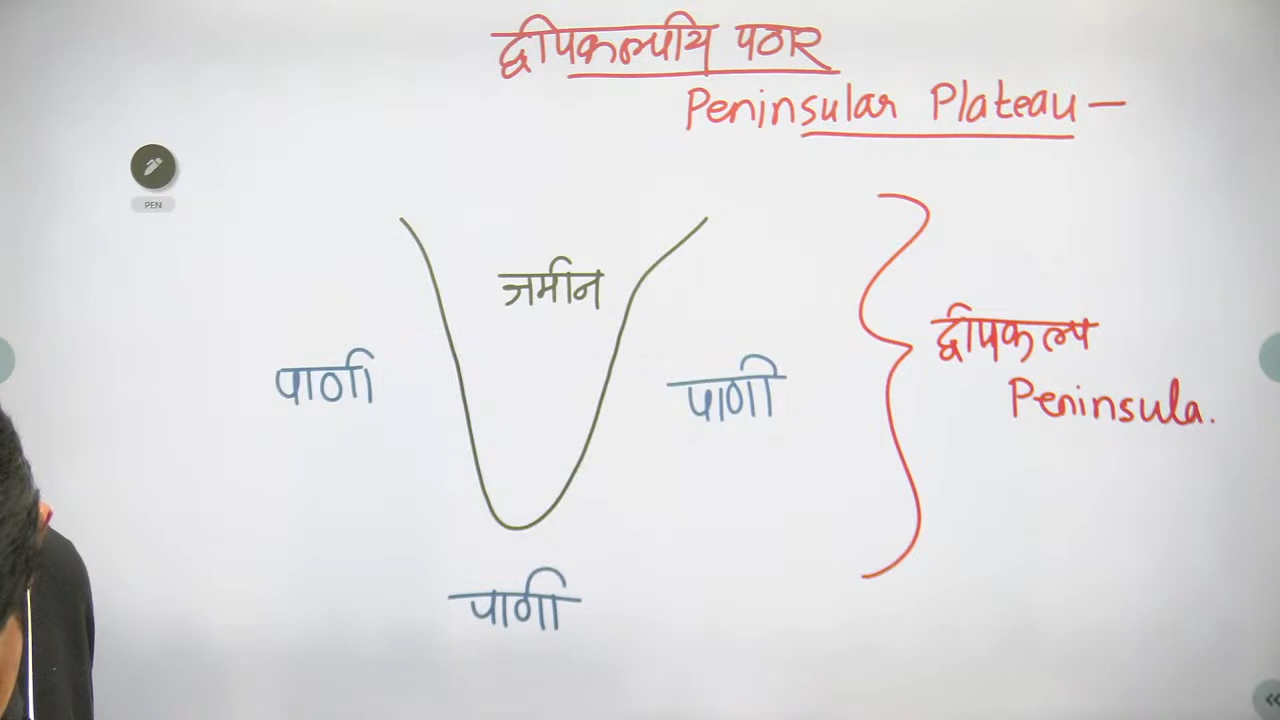 द्वीपकल्पीय पठार
Peninsular Plateau —
PEN
जमीन
पाणी
पाणी
द्वीपकल्प
Peninsula.
पाणी